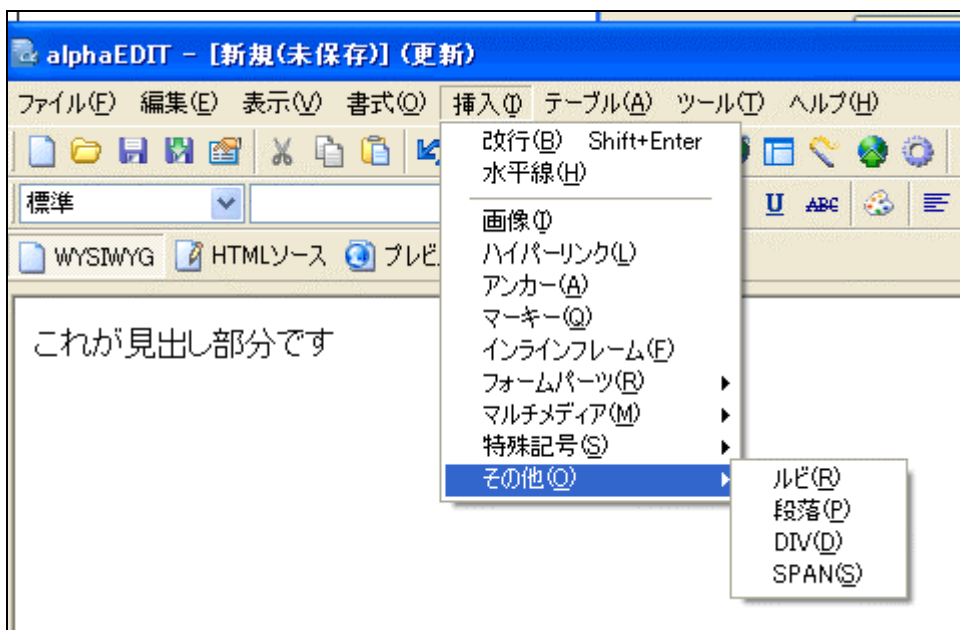 alphaEDIT - [新規(未保存)] (更新)
ファイル(F) 編集(E) 表示(V) 書式(O) 挿入(I) テーブル(A) ツール(T) ヘルプ(H)
改行(B) Shift+Enter
水平線(H)
標準
U ABC
画像(I)
WYSIWYG HTMLソース プレビ
ハイパーリンク(L)
アンカー(A)
マーキー(Q)
インラインフレーム(F)
フォームパーツ(R)
マルチメディア(M)
特殊記号(S)
その他(O)
ルビ(R)
段落(P)
DIV(D)
SPAN(S)
これが見出し部分です